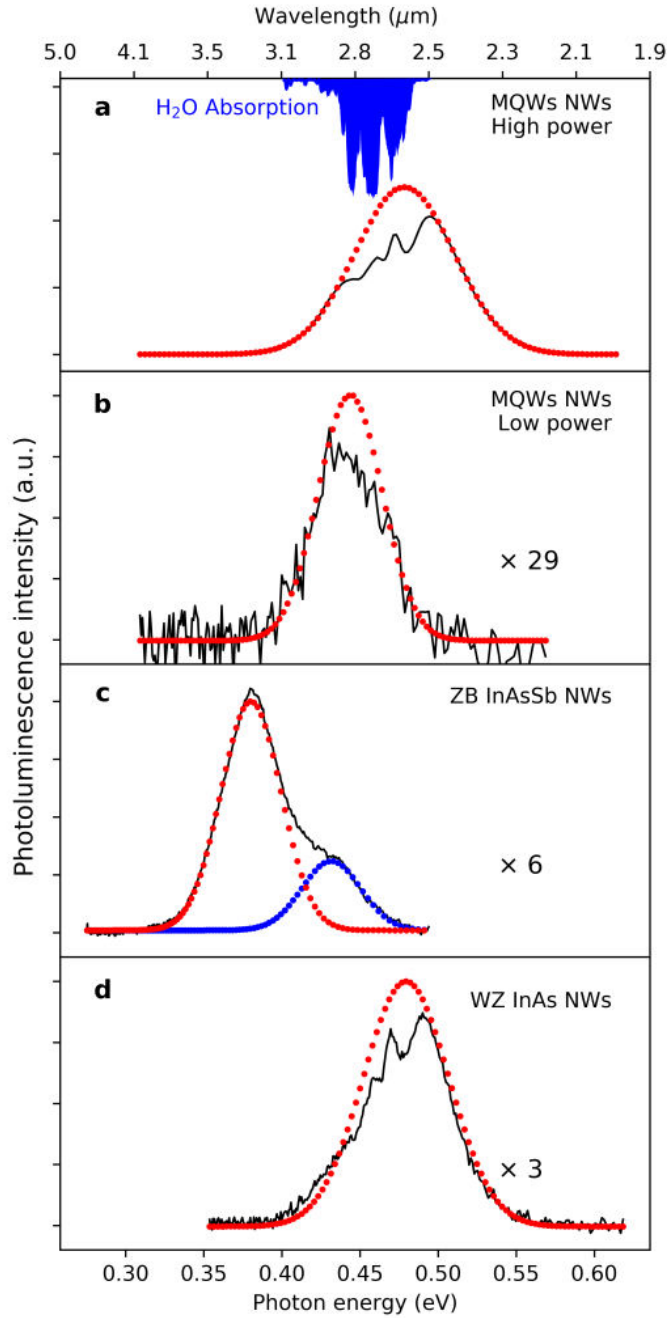 Wavelength (μm)
5.0 4.1 3.5 3.1 2.8 2.5 2.3 2.1 1.9
a
H₂O Absorption
MQWs NWs
High power
b
MQWs NWs
Low power
× 29
Photoluminescence intensity (a.u.)
c
ZB InAsSb NWs
× 6
d
WZ InAs NWs
× 3
0.30 0.35 0.40 0.45 0.50 0.55 0.60
Photon energy (eV)